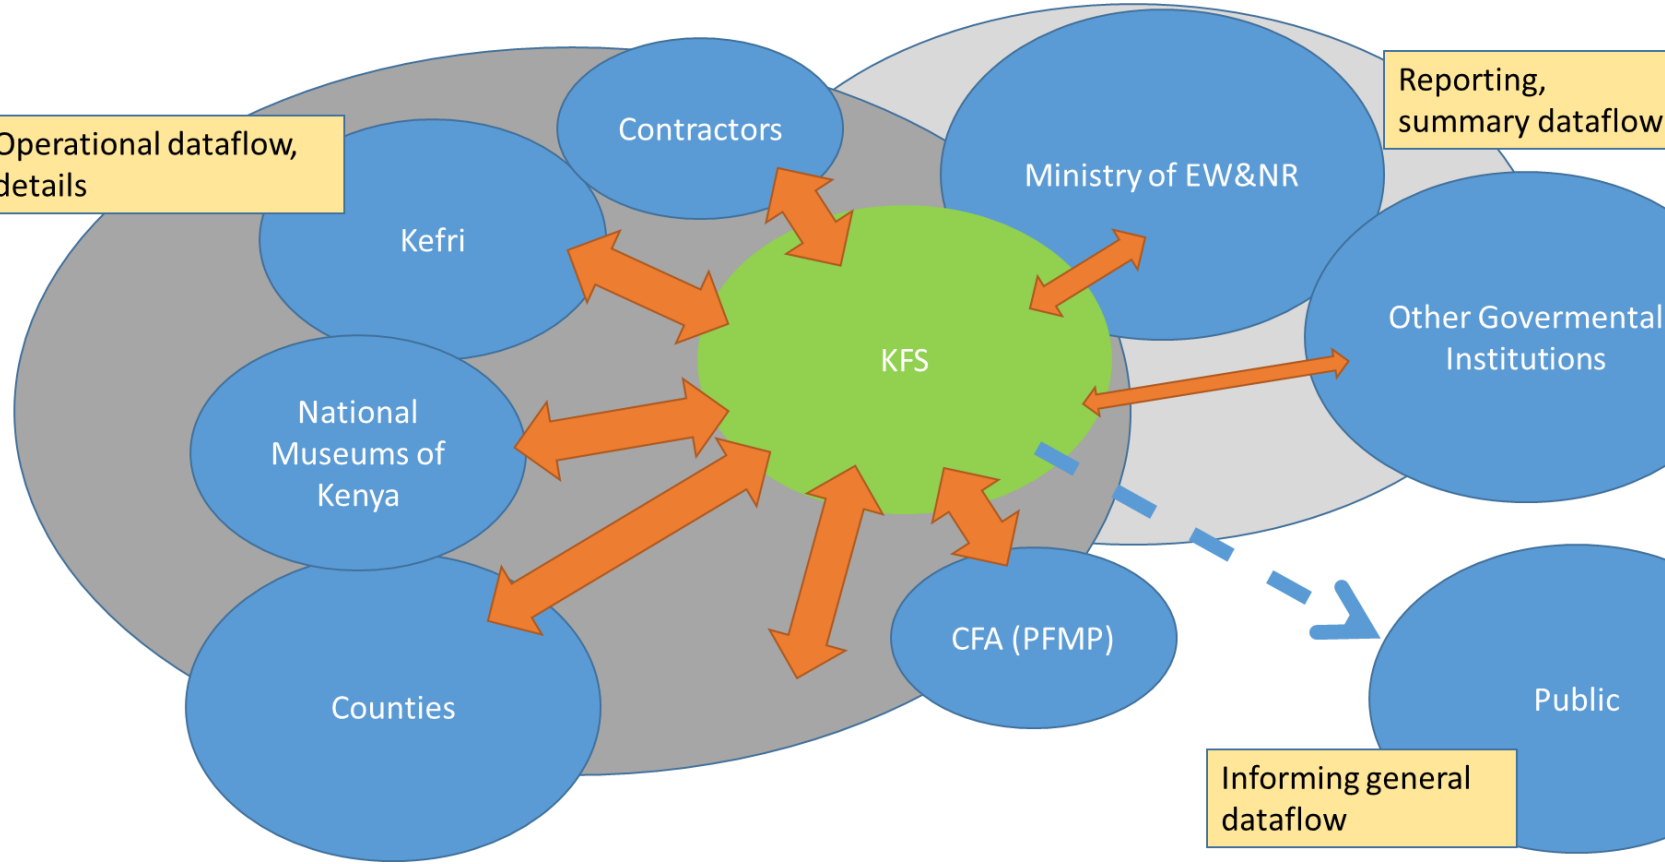 Contractors
Reporting,
summary dataflow
Operational dataflow,
details
Ministry of EW&NR
Kefri
Other Govermental
Institutions
KFS
National
Museums of
Kenya
CFA (PFMP)
Counties
Public
Informing general
dataflow